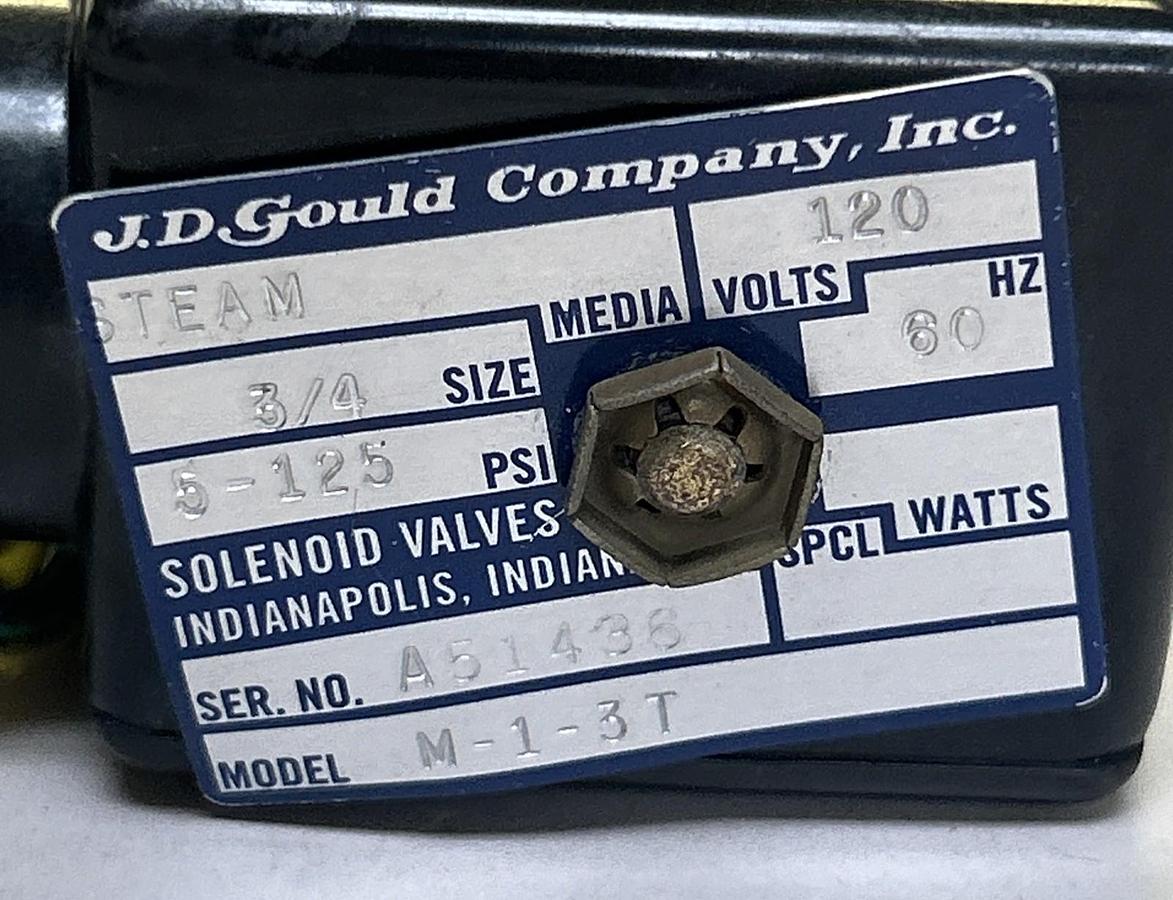 J.D. Gould Company, Inc.
STEAM MEDIA
120 VOLTS
3/4 SIZE
60 HZ
5-125 PSI
WATTS
SOLENOID VALVES
SPCL
INDIANAPOLIS, INDIAN
SER. NO. A51436
MODEL M-1-3T